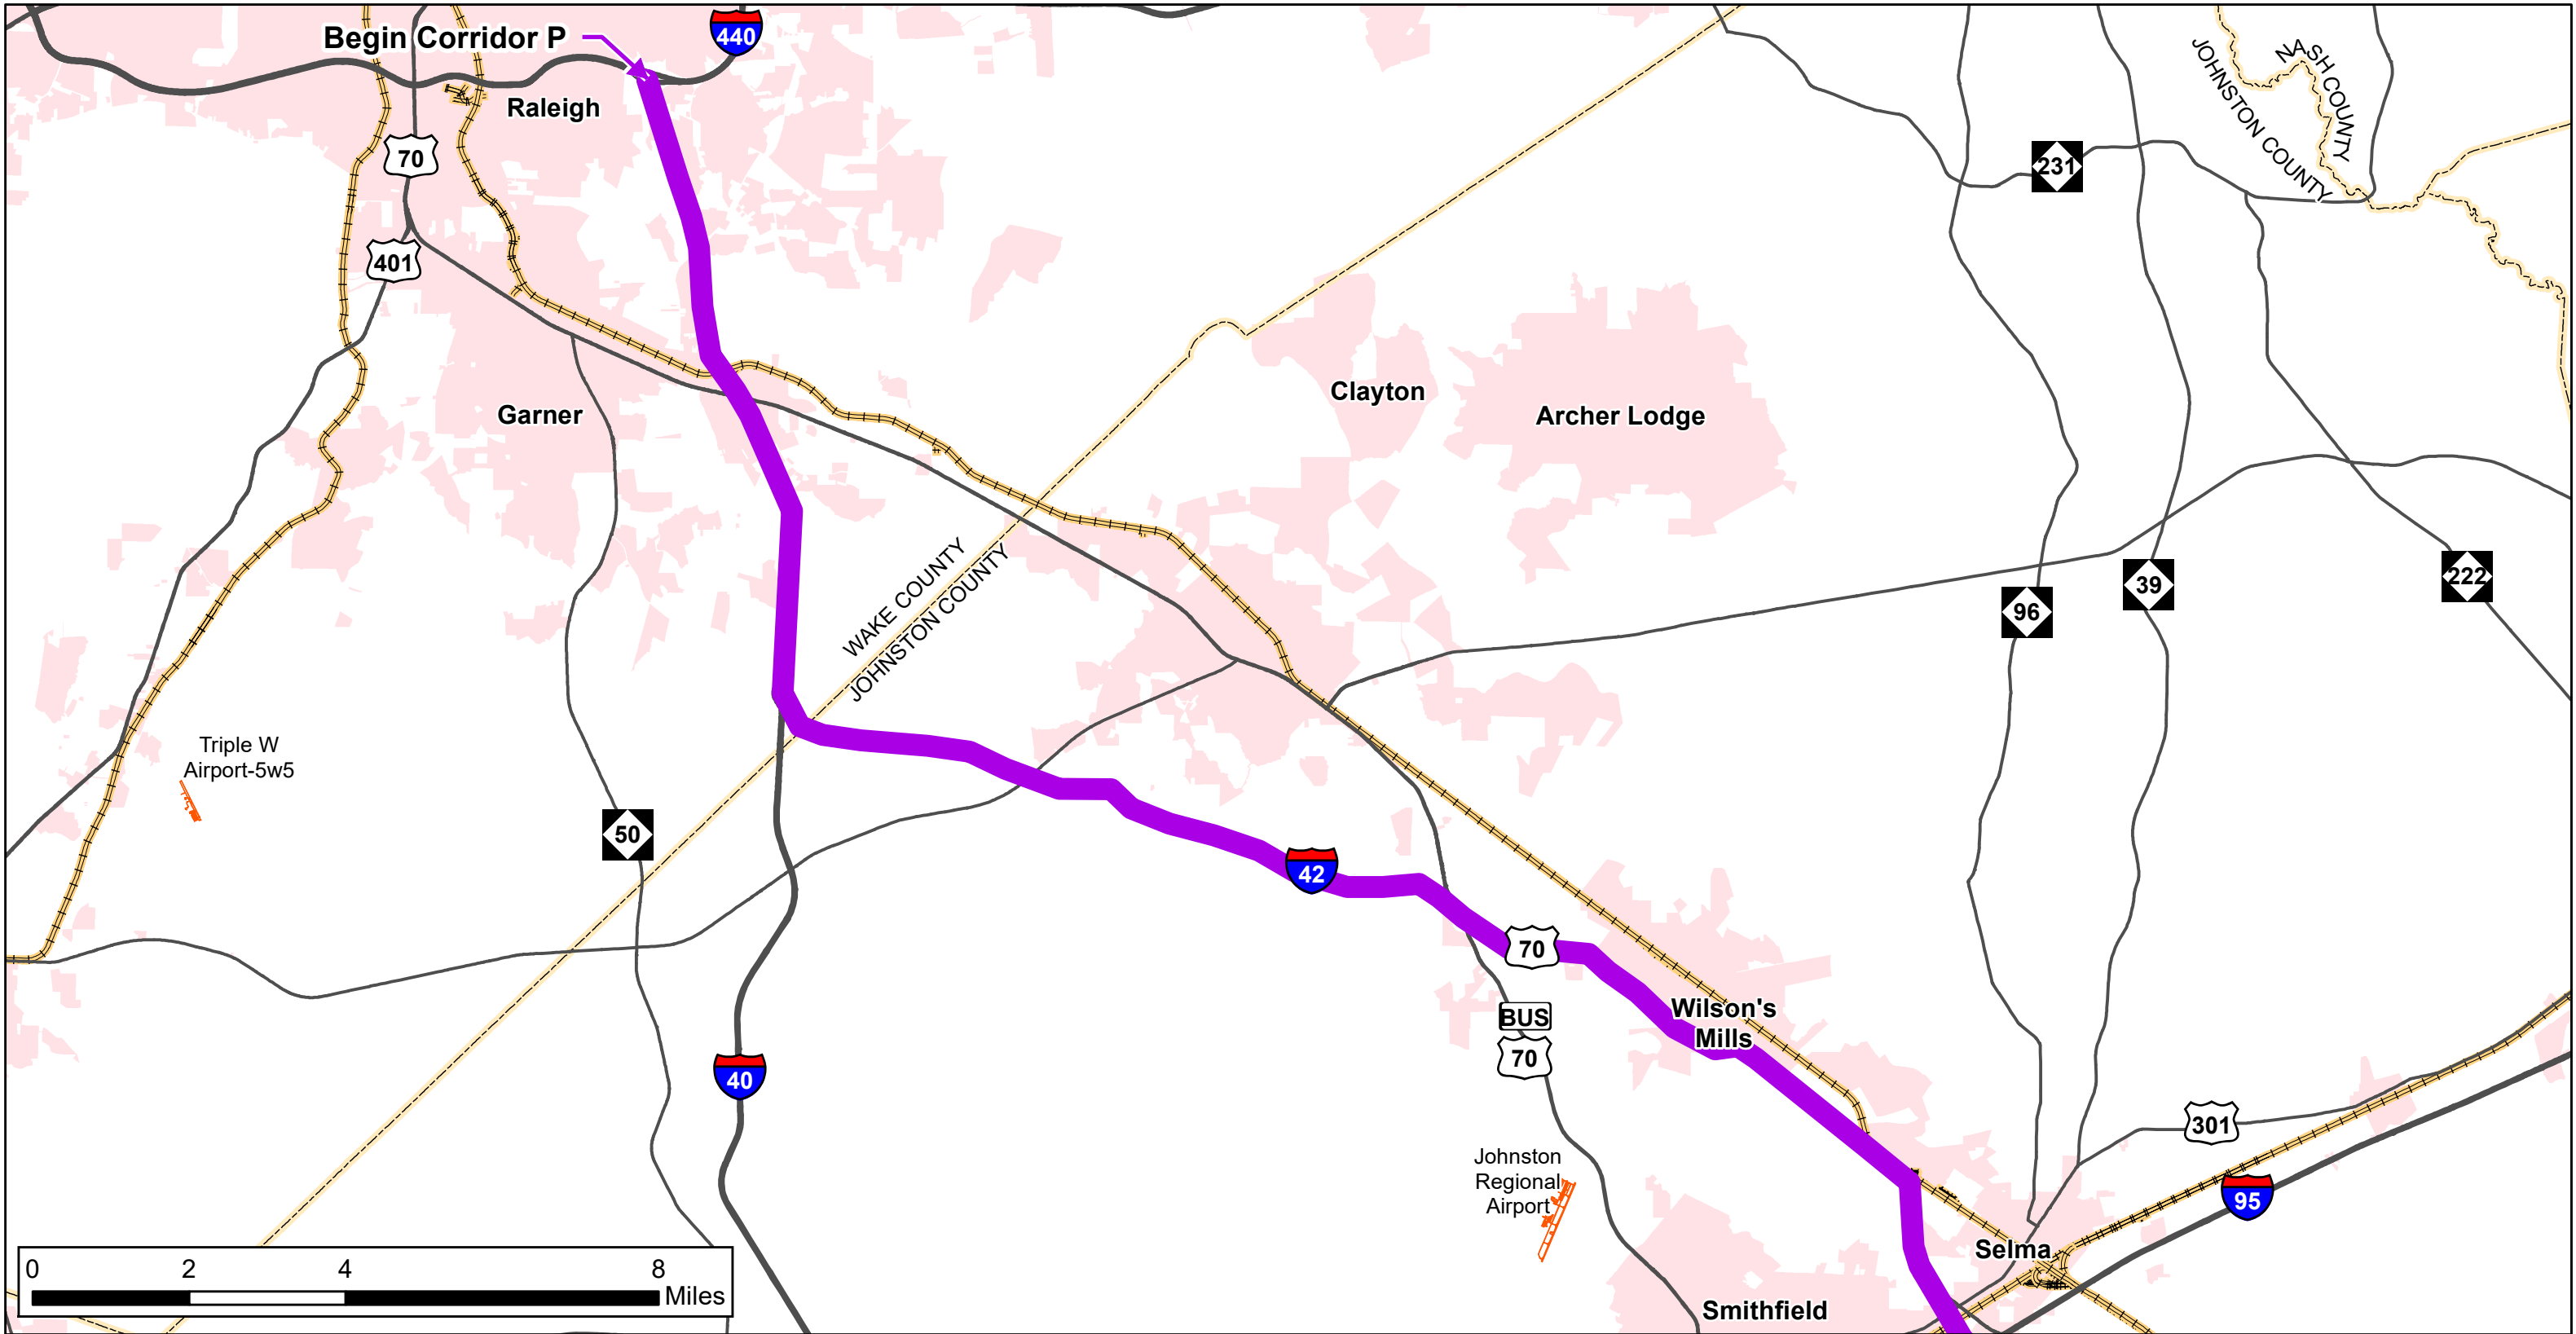 Begin Corridor P
440
Raleigh
70
401
Garner
Clayton
Archer Lodge
231
NASH COUNTY
JOHNSTON COUNTY
222
39
96
WAKE COUNTY
JOHNSTON COUNTY
Triple W
Airport-5w5
50
42
70
BUS
70
Wilson's
Mills
40
301
95
Johnston
Regional
Airport
Selma
Smithfield
0 2 4 8
Miles